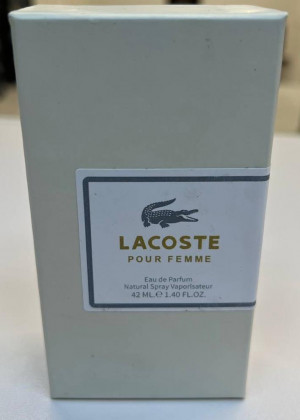 LACOSTE
POUR FEMME
Eau de Parfum
Natural Spray Vaporisateur
42 ML.℮ 1.40 FL.OZ.